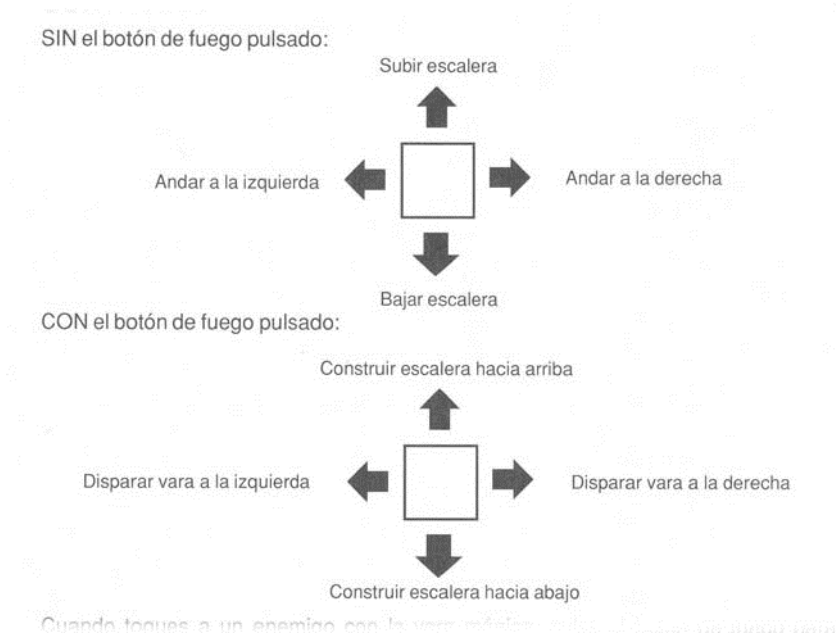 SIN el botón de fuego pulsado:
Subir escalera
Andar a la izquierda
Andar a la derecha
Bajar escalera
CON el botón de fuego pulsado:
Construir escalera hacia arriba
Disparar vara a la izquierda
Disparar vara a la derecha
Construir escalera hacia abajo
Cuando toques a un enemigo con la vara mágica